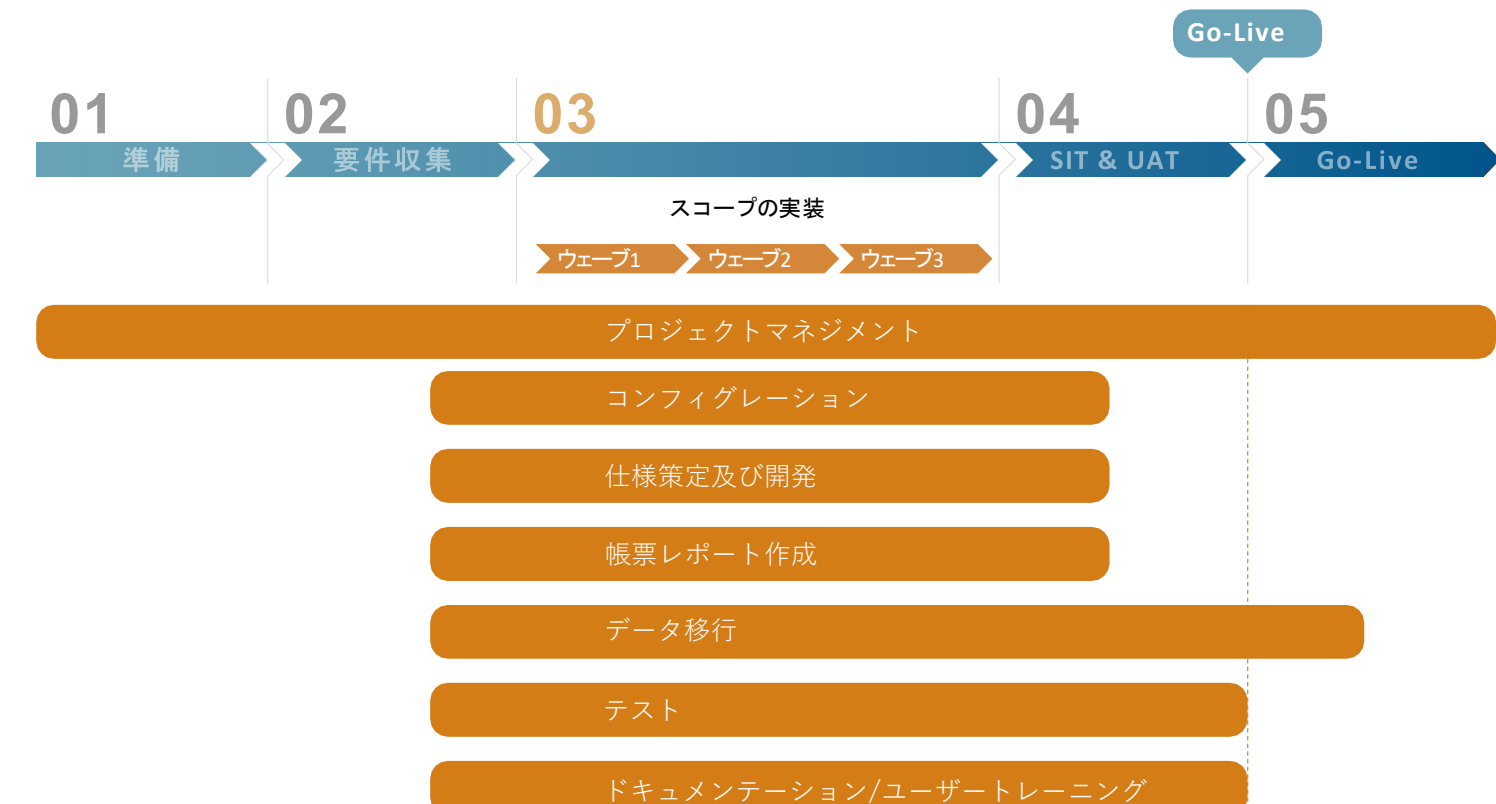 Go-Live
01
02
03
04
05
準備
要件収集
SIT & UAT
Go-Live
スコープの実装
ウェーブ1
ウェーブ2
ウェーブ3
プロジェクトマネジメント
コンフィグレーション
仕様策定及び開発
帳票レポート作成
データ移行
テスト
ドキュメンテーション/ユーザートレーニング